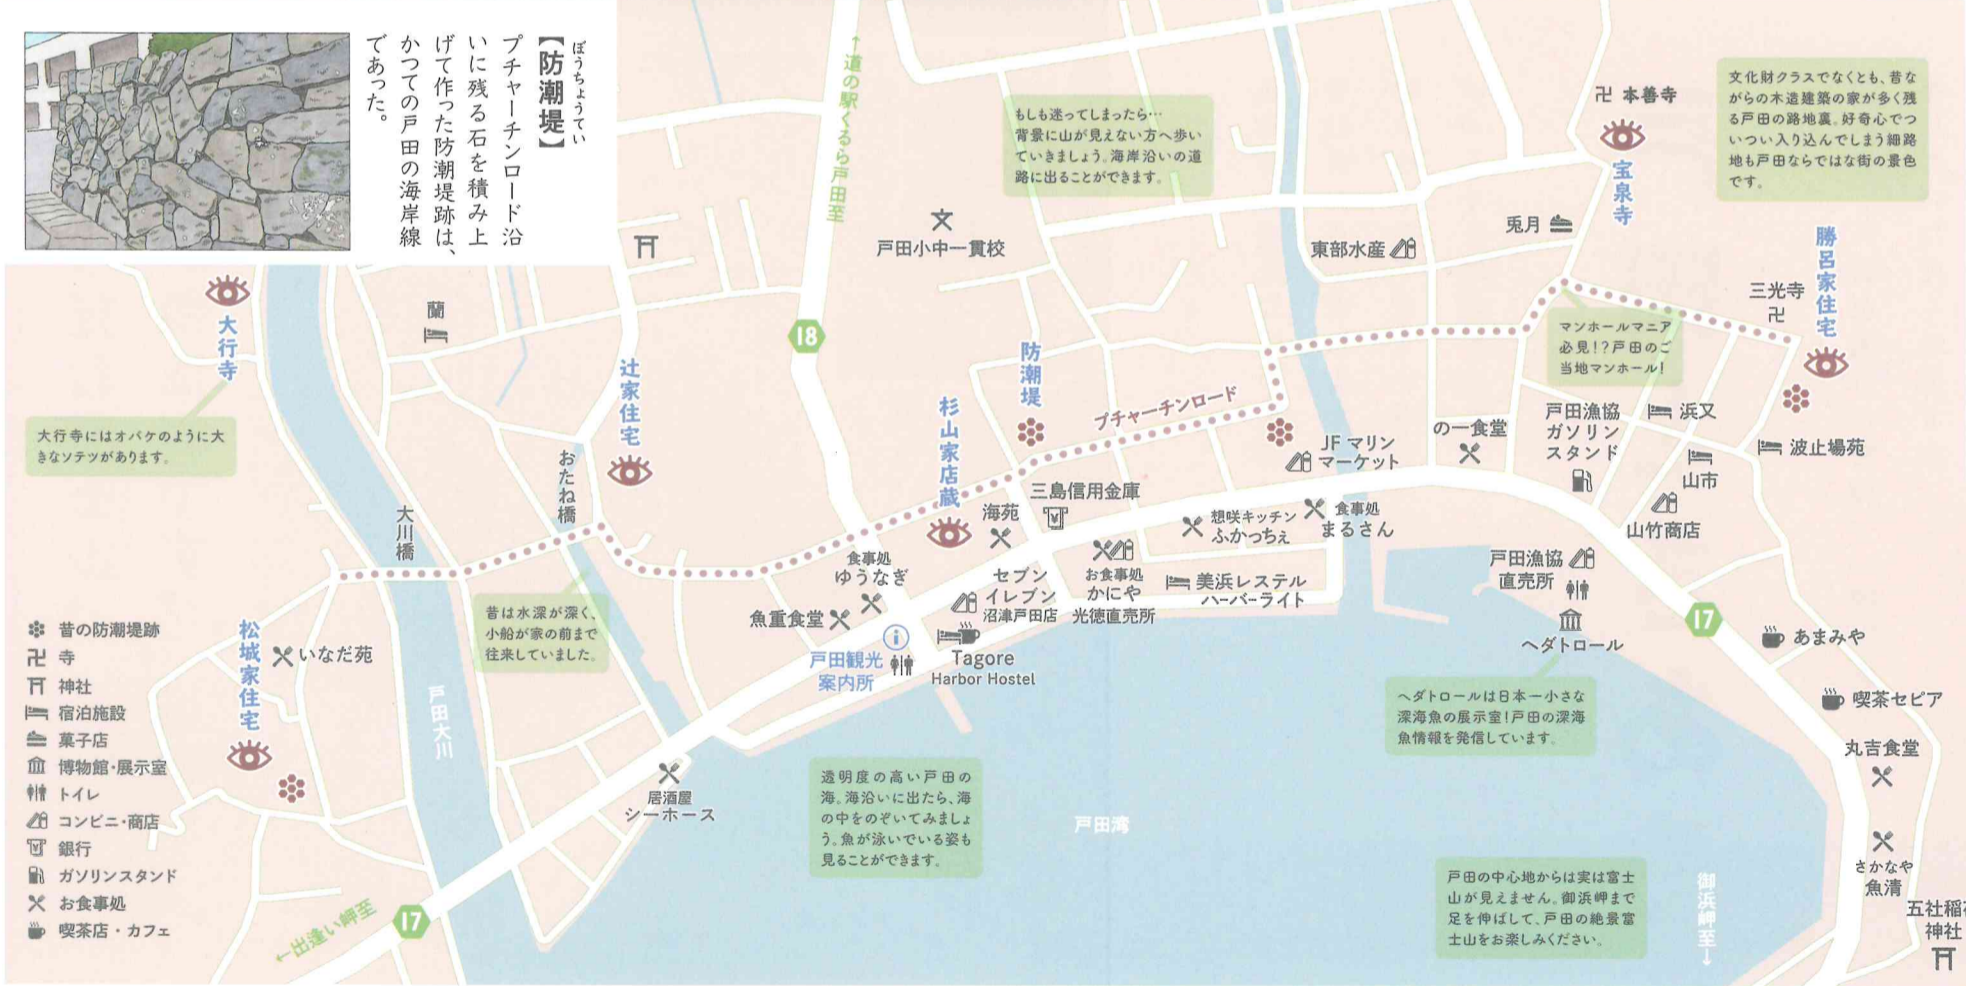 【防潮堤】
ぼうちょうてい
プチャーチンロード沿
いに残る石を積み上
げて作った防潮堤跡は、
かつての戸田の海岸線
であった。
←道の駅くるら戸田至
もしも迷ってしまったら…
背景に山が見えない方へ歩い
ていきましょう。海岸沿いの道
路に出ることができます。
卍 本善寺
宝泉寺
文化財クラスでなくとも、昔な
がらの木造建築の家が多く残
る戸田の路地裏。好奇心でつ
いつい入り込んでしまう細路
地も戸田ならではな街の景色
です。
文
戸田小中一貫校
兎月
東部水産
勝呂家住宅
三光寺
卍
蘭
大行寺
18
マンホールマニア
必見!?戸田のご
当地マンホール!
防潮堤
辻家住宅
杉山家店蔵
プチャーチンロード
大行寺にはオバケのように大
きなソテツがあります。
おたね橋
大川橋
JF マリン
マーケット
の一食堂
戸田漁協
ガソリン
スタンド
浜又
波止場苑
山市
山竹商店
三島信用金庫
海苑
想咲キッチン
ふかっちぇ
食事処
まるさん
食事処
ゆうなぎ
セブン
イレブン
沼津戸田店
お食事処
かにや
光徳直売所
美浜レステル
ハーバーライト
戸田漁協
直売所
ヘダトロール
17
あまみや
魚重食堂
戸田観光
案内所
Tagore
Harbor Hostel
昔は水深が深く、
小船が家の前まで
往来していました。
松城家住宅
いなだ苑
戸田大川
昔の防潮堤跡
卍 寺
神社
宿泊施設
菓子店
博物館・展示室
トイレ
コンビニ・商店
銀行
ガソリンスタンド
お食事処
喫茶店・カフェ
ヘダトロールは日本一小さな
深海魚の展示室!戸田の深海
魚情報を発信しています。
喫茶セピア
丸吉食堂
居酒屋
シーホース
透明度の高い戸田の
海。海沿いに出たら、海
の中をのぞいてみましょ
う。魚が泳いでいる姿も
見ることができます。
戸田湾
戸田の中心地からは実は富士
山が見えません。御浜岬まで
足を伸ばして、戸田の絶景富
士山をお楽しみください。
御浜岬至→
さかなや
魚清
五社稲荷
神社
17
←出逢い岬至